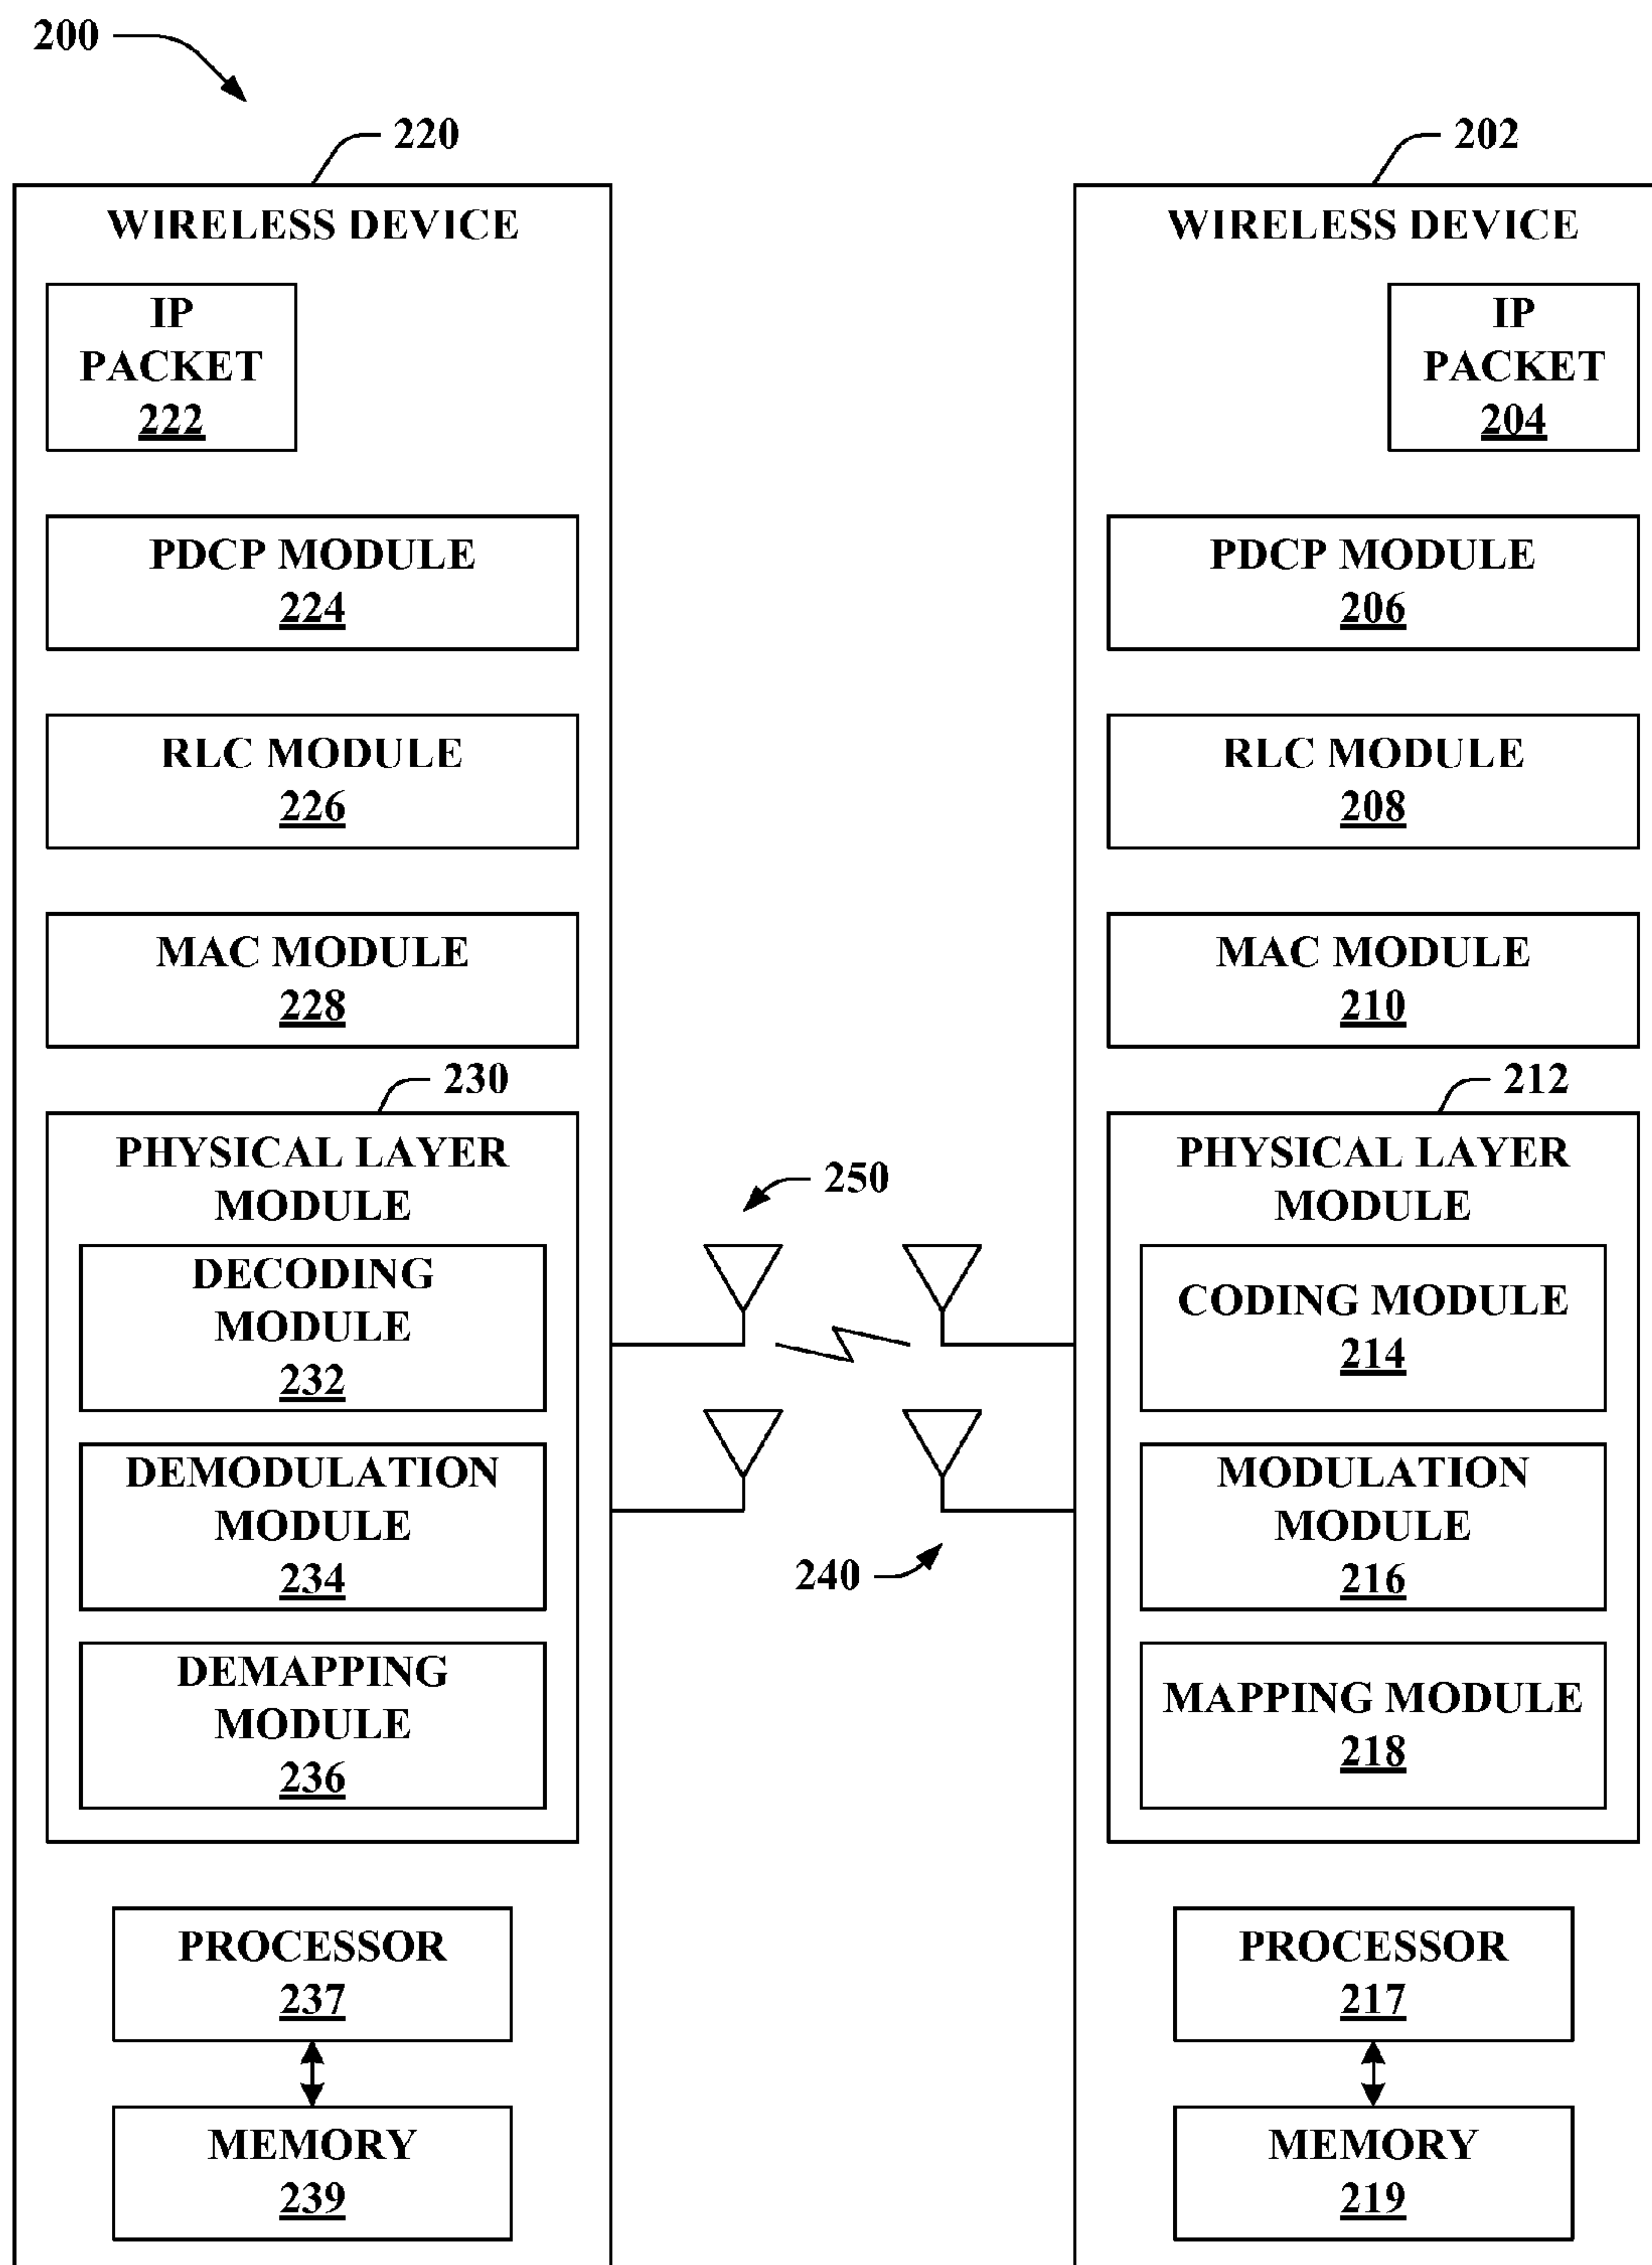 200
220
WIRELESS DEVICE
IP
PACKET
222
PDCP MODULE
224
RLC MODULE
226
MAC MODULE
228
230
PHYSICAL LAYER
MODULE
DECODING
MODULE
232
DEMODULATION
MODULE
234
DEMAPPING
MODULE
236
PROCESSOR
237
MEMORY
239
250
240
202
WIRELESS DEVICE
IP
PACKET
204
PDCP MODULE
206
RLC MODULE
208
MAC MODULE
210
212
PHYSICAL LAYER
MODULE
CODING MODULE
214
MODULATION
MODULE
216
MAPPING MODULE
218
PROCESSOR
217
MEMORY
219